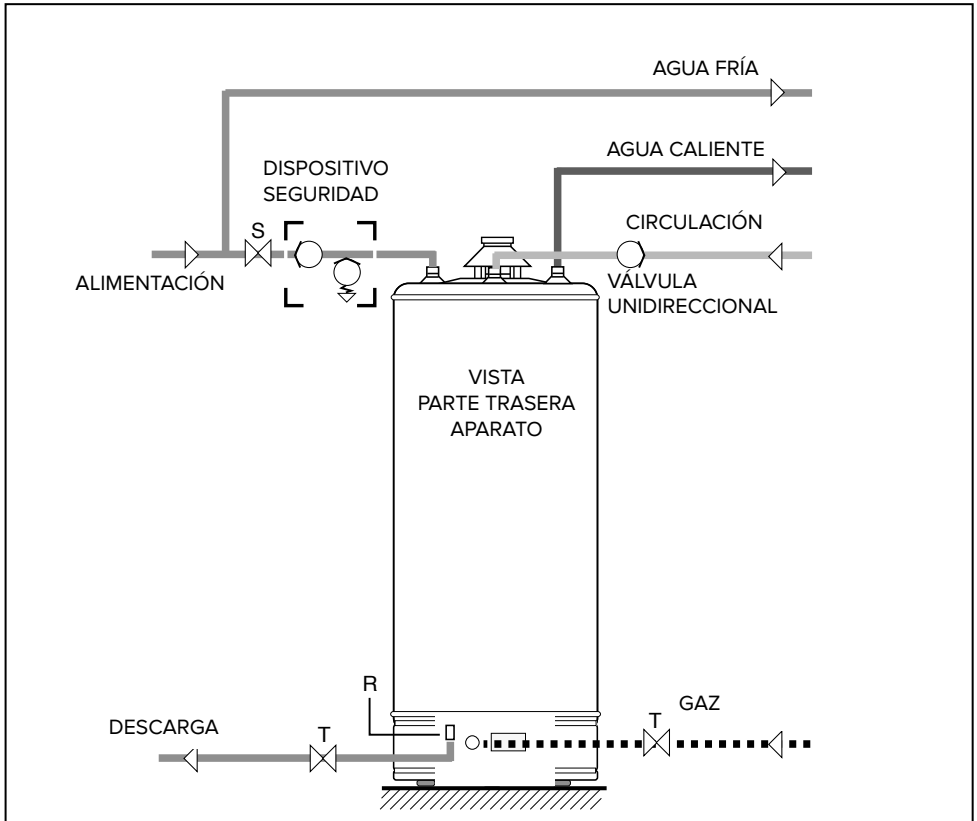 AGUA FRÍA
AGUA CALIENTE
DISPOSITIVO
SEGURIDAD
CIRCULACIÓN
S
ALIMENTACIÓN
VÁLVULA
UNIDIRECCIONAL
VISTA
PARTE TRASERA
APARATO
R
GAZ
DESCARGA
T
T